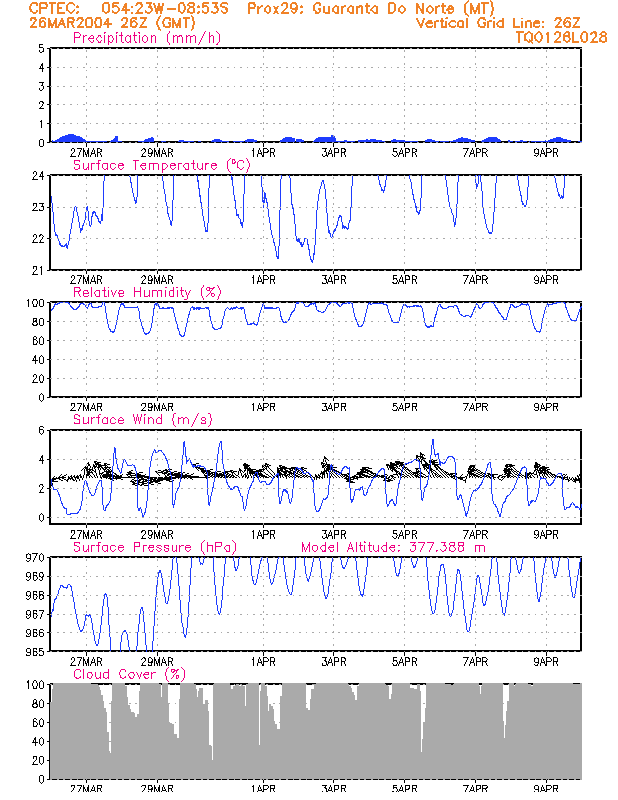 CPTEC:   054:23W-08:53S   Prox29: Guaranta Do Norte (MT)
26MAR2004 26Z (GMT)   Vertical Grid Line: 26Z
Precipitation (mm/h)   TQ0126L028
5
4
3
2
1
0
27MAR 29MAR 1APR 3APR 5APR 7APR 9APR
Surface Temperature (ºC)
24
23
22
21
27MAR 29MAR 1APR 3APR 5APR 7APR 9APR
Relative Humidity (%)
100
80
60
40
20
0
27MAR 29MAR 1APR 3APR 5APR 7APR 9APR
Surface Wind (m/s)
6
4
2
0
27MAR 29MAR 1APR 3APR 5APR 7APR 9APR
Surface Pressure (hPa)   Model Altitude: 377.388 m
970
969
968
967
966
965
27MAR 29MAR 1APR 3APR 5APR 7APR 9APR
Cloud Cover (%)
100
80
60
40
20
0
27MAR 29MAR 1APR 3APR 5APR 7APR 9APR